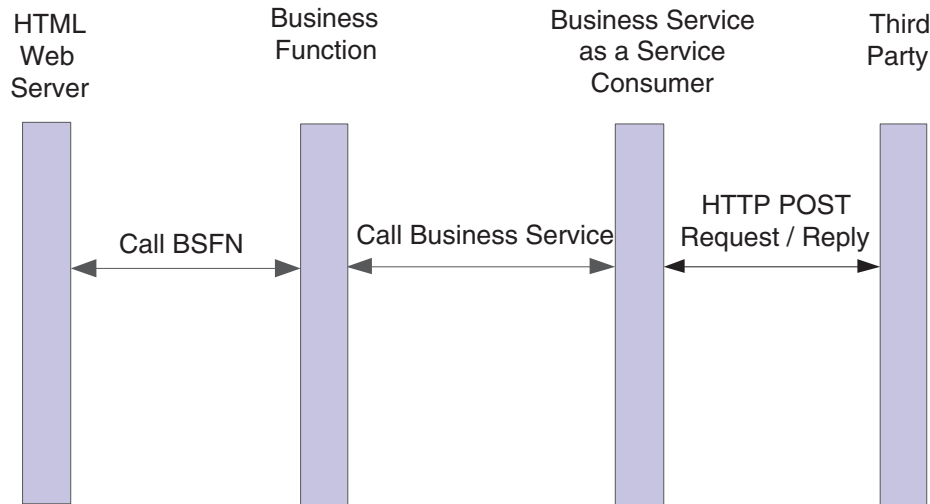 HTML
Web
Server
Business
Function
Business Service
as a Service
Consumer
Third
Party
Call BSFN
Call Business Service
HTTP POST
Request / Reply